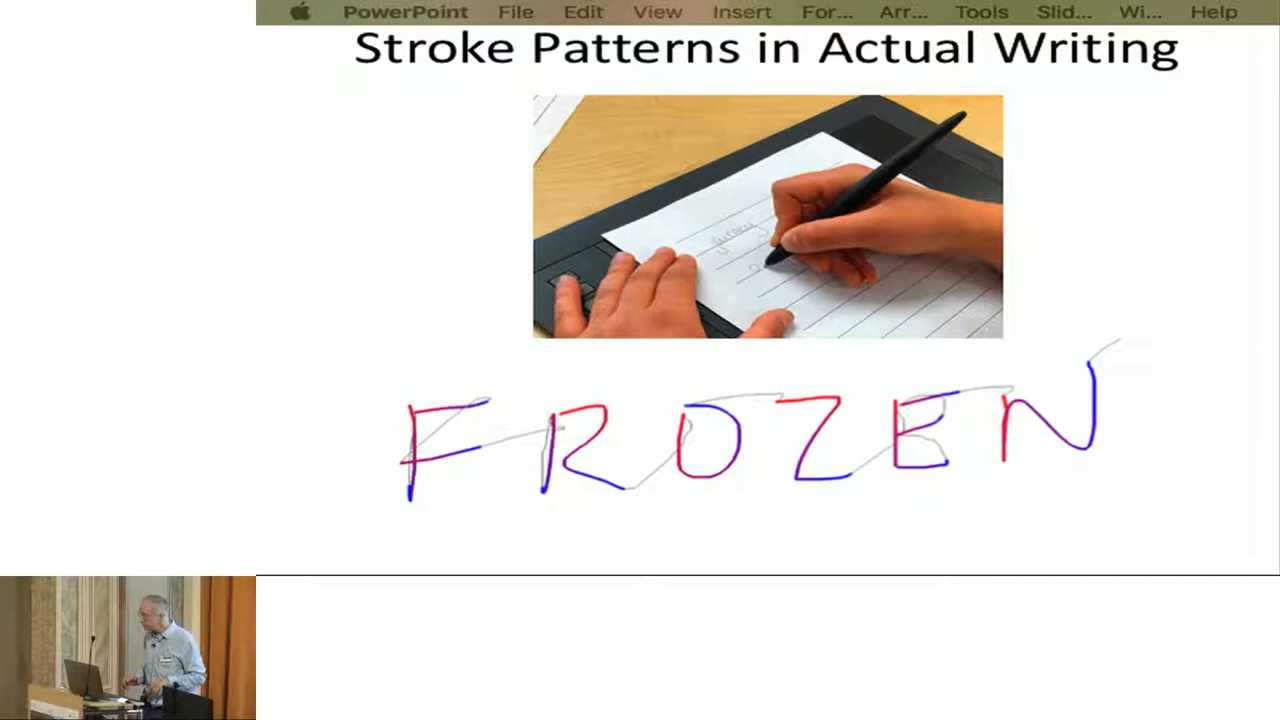 PowerPoint File Edit View Insert For... Arr... Tools Slid... Wi... Help
Stroke Patterns in Actual Writing
FROZEN